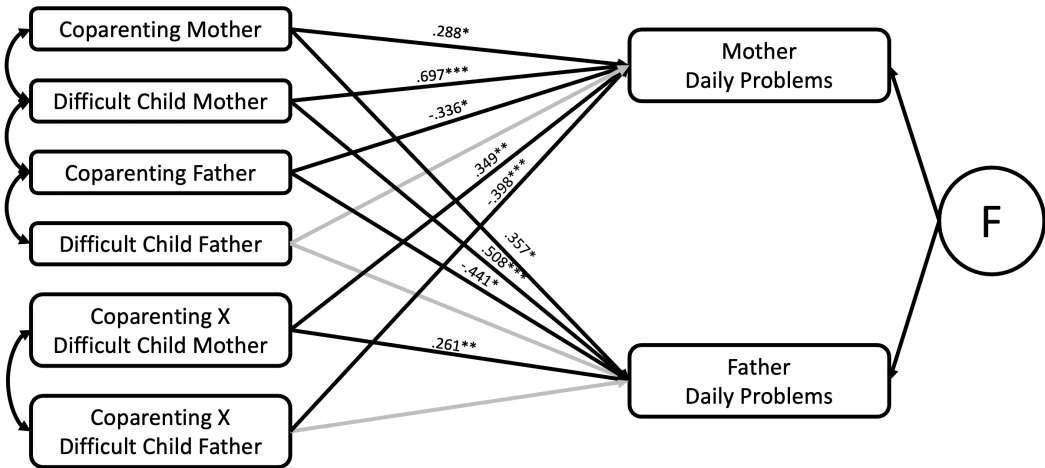 Coparenting Mother
Difficult Child Mother
Coparenting Father
Difficult Child Father
Coparenting X
Difficult Child Mother
Coparenting X
Difficult Child Father
.288*
.697***
-.336*
.349**
-.398***
.357*
.508***
-.441*
.261**
Mother
Daily Problems
Father
Daily Problems
F